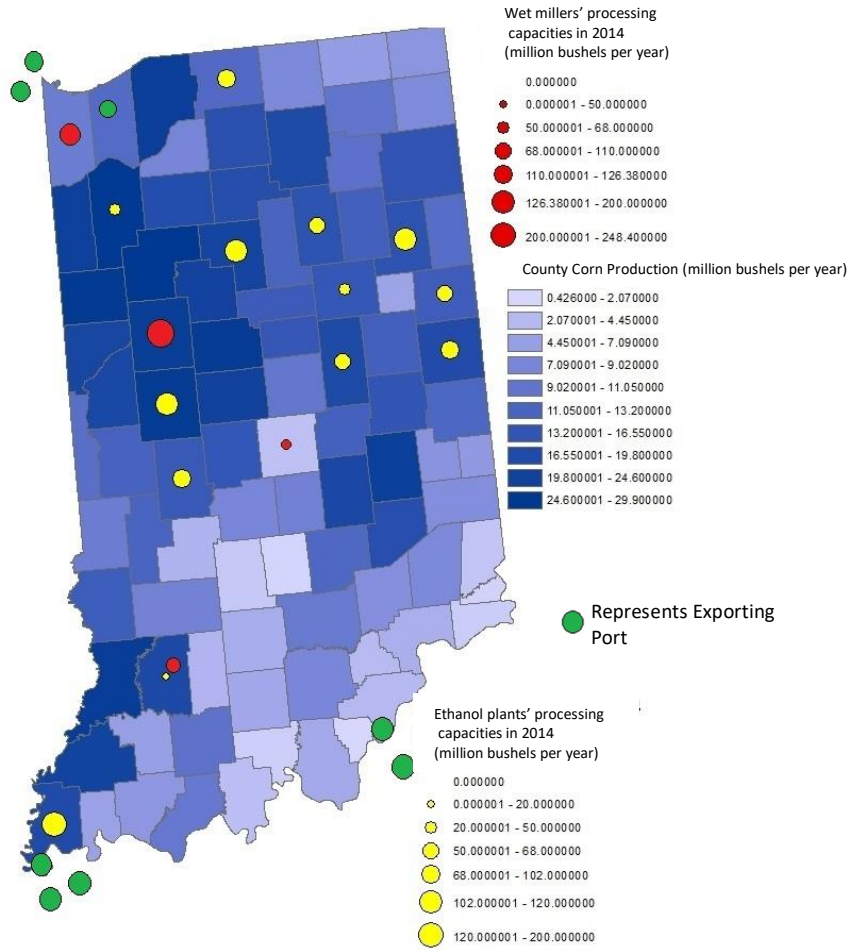 Wet millers’ processing
capacities in 2014
(million bushels per year)
0.000000
0.000001 - 50.000000
50.000001 - 68.000000
68.000001 - 110.000000
110.000001 - 126.380000
126.380001 - 200.000000
200.000001 - 248.400000
County Corn Production (million bushels per year)
0.426000 - 2.070000
2.070001 - 4.450000
4.450001 - 7.090000
7.090001 - 9.020000
9.020001 - 11.050000
11.050001 - 13.200000
13.200001 - 16.550000
16.550001 - 19.800000
19.800001 - 24.600000
24.600001 - 29.900000
Represents Exporting
Port
Ethanol plants’ processing
capacities in 2014
(million bushels per year)
0.000000
0.000001 - 20.000000
20.000001 - 50.000000
50.000001 - 68.000000
68.000001 - 102.000000
102.000001 - 120.000000
120.000001 - 200.000000